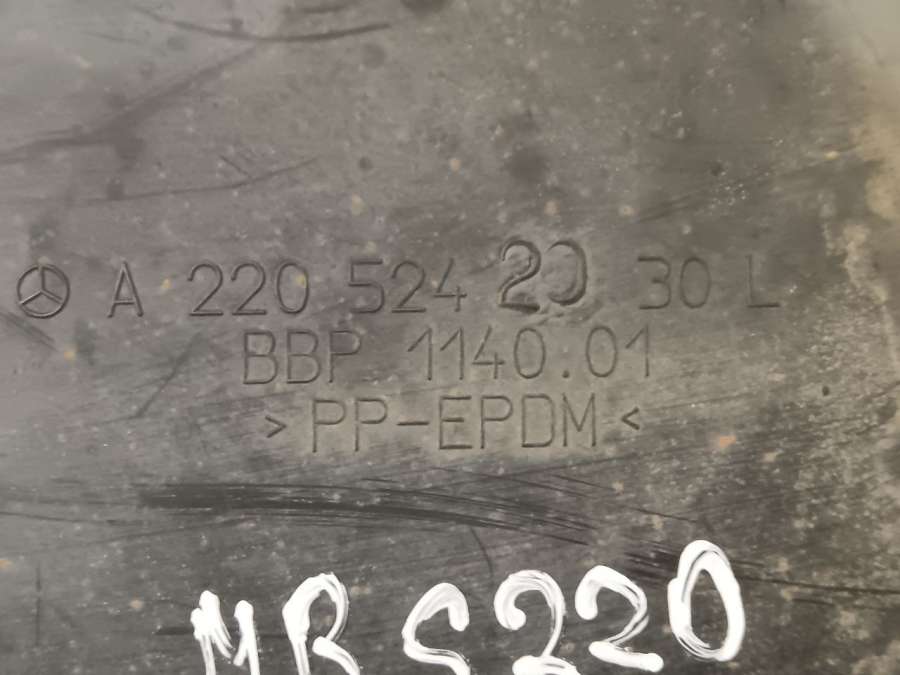 A 220 524 20 30 L
BBP 1140.01
>PP-EPDM<
MB S220